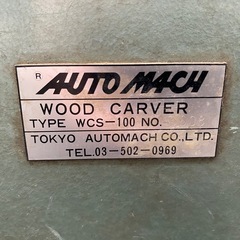 R AUTO MACH
WOOD CARVER
TYPE WCS-100 NO.
TOKYO AUTOMACH CO.,LTD.
TEL.03-502-0969